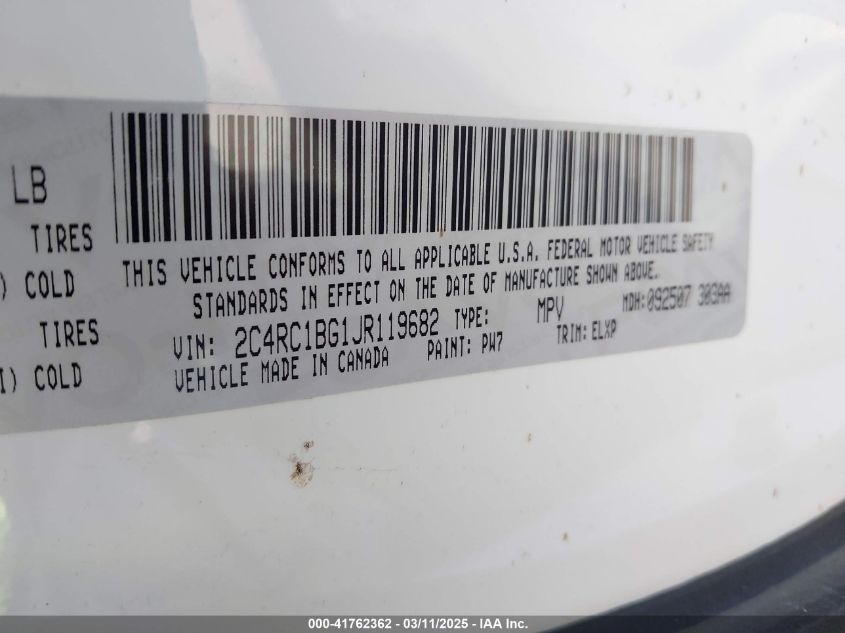 LB
TIRES
) COLD
TIRES
I) COLD
THIS VEHICLE CONFORMS TO ALL APPLICABLE U.S.A. FEDERAL MOTOR VEHICLE SAFETY
STANDARDS IN EFFECT ON THE DATE OF MANUFACTURE SHOWN ABOVE.
VIN: 2C4RC1BG1JR119682 TYPE: MPV MDH:092507 303AA
VEHICLE MADE IN CANADA PAINT: PW7 TRIM: ELXP
000-41762362 - 03/11/2025 - IAA Inc.